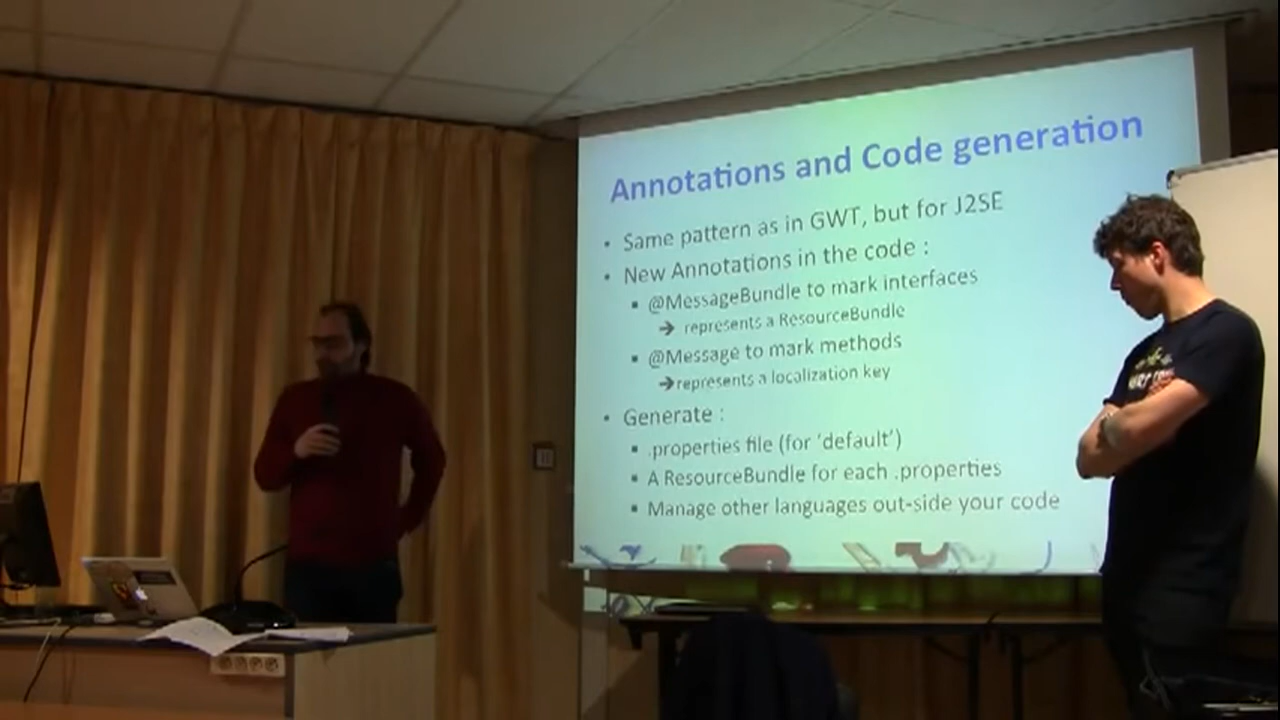 Annotations and Code generation
• Same pattern as in GWT, but for J2SE
• New Annotations in the code :
▪ @MessageBundle to mark interfaces
➔ represents a ResourceBundle
▪ @Message to mark methods
➔represents a localization key
• Generate :
▪ .properties file (for ‘default’)
▪ A ResourceBundle for each .properties
▪ Manage other languages out-side your code